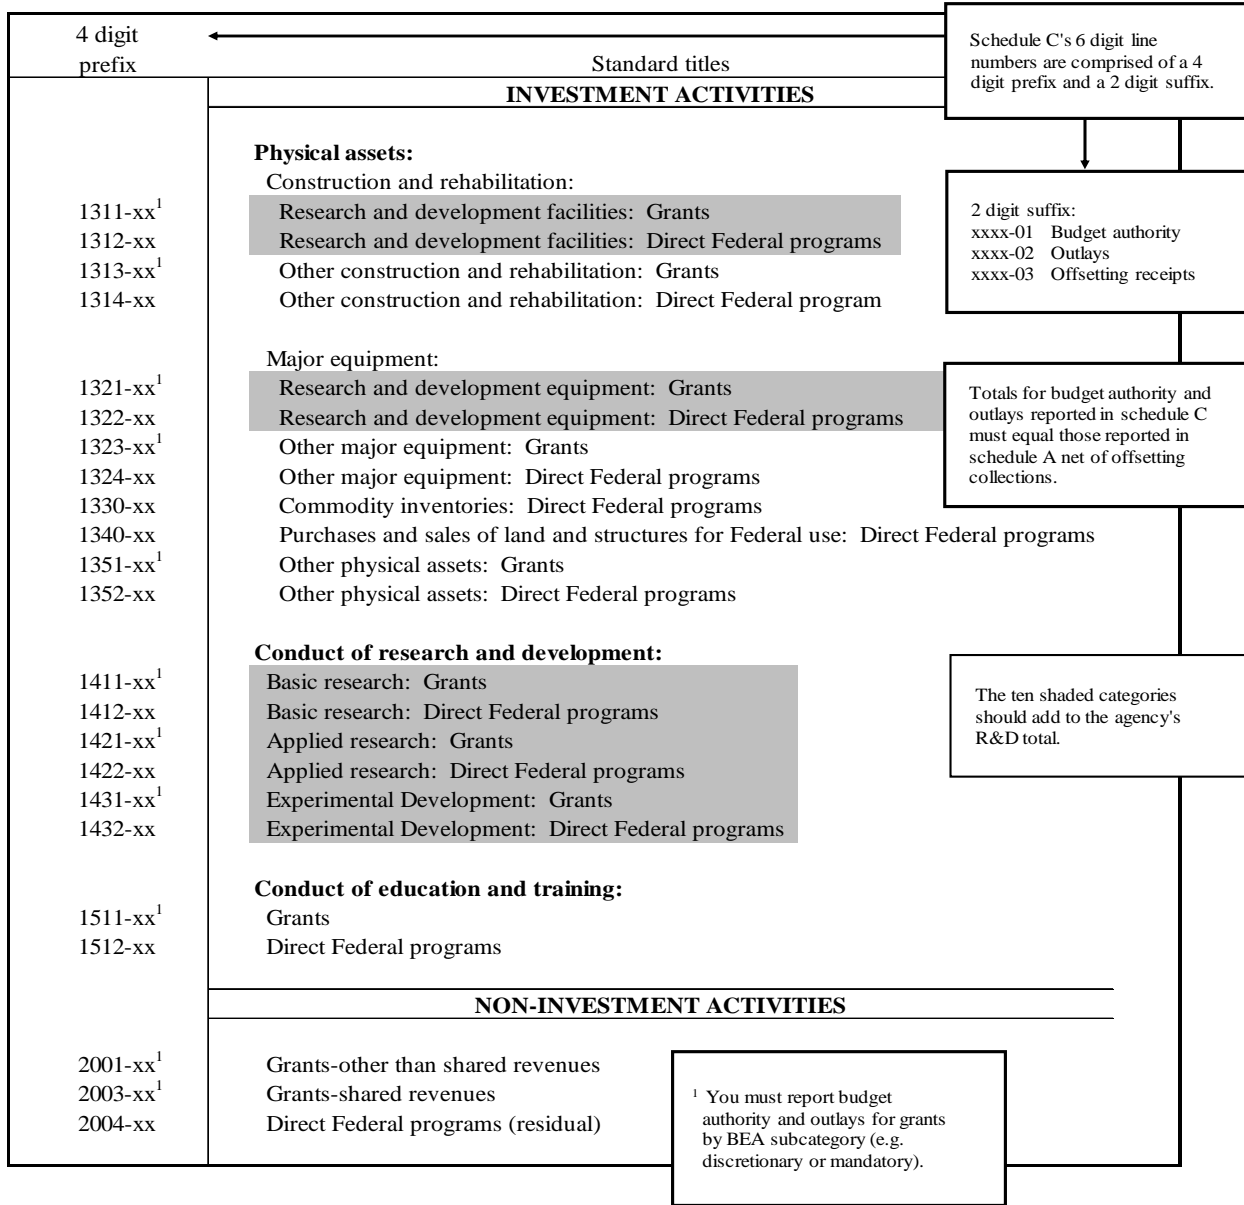 4 digit
prefix
Standard titles
Schedule C's 6 digit line
numbers are comprised of a 4
digit prefix and a 2 digit suffix.
INVESTMENT ACTIVITIES
Physical assets:
Construction and rehabilitation:
1311-xx¹ Research and development facilities: Grants
1312-xx Research and development facilities: Direct Federal programs
1313-xx¹ Other construction and rehabilitation: Grants
1314-xx Other construction and rehabilitation: Direct Federal program
2 digit suffix:
xxxx-01 Budget authority
xxxx-02 Outlays
xxxx-03 Offsetting receipts
Major equipment:
1321-xx¹ Research and development equipment: Grants
1322-xx Research and development equipment: Direct Federal programs
1323-xx¹ Other major equipment: Grants
1324-xx Other major equipment: Direct Federal programs
1330-xx Commodity inventories: Direct Federal programs
1340-xx Purchases and sales of land and structures for Federal use: Direct Federal programs
1351-xx¹ Other physical assets: Grants
1352-xx Other physical assets: Direct Federal programs
Totals for budget authority and
outlays reported in schedule C
must equal those reported in
schedule A net of offsetting
collections.
Conduct of research and development:
1411-xx¹ Basic research: Grants
1412-xx Basic research: Direct Federal programs
1421-xx¹ Applied research: Grants
1422-xx Applied research: Direct Federal programs
1431-xx¹ Experimental Development: Grants
1432-xx Experimental Development: Direct Federal programs
The ten shaded categories
should add to the agency's
R&D total.
Conduct of education and training:
1511-xx¹ Grants
1512-xx Direct Federal programs
NON-INVESTMENT ACTIVITIES
2001-xx¹ Grants-other than shared revenues
2003-xx¹ Grants-shared revenues
2004-xx Direct Federal programs (residual)
¹ You must report budget
authority and outlays for grants
by BEA subcategory (e.g.
discretionary or mandatory).